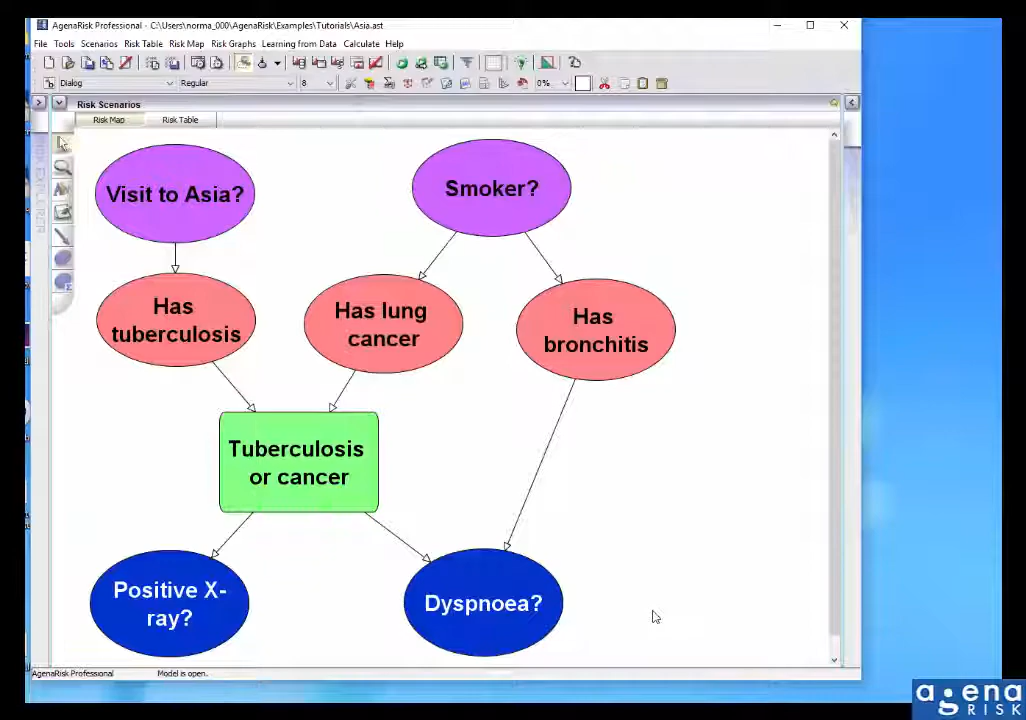 AgenaRisk Professional - C:\Users\norma_000\AgenaRisk\Examples\Tutorials\Asia.ast
File Tools Scenarios Risk Table Risk Map Risk Graphs Learning from Data Calculate Help
Dialog Regular 8 0%
Risk Scenarios
Risk Map Risk Table
RISK EXPLORER
Visit to Asia?
Smoker?
Has
tuberculosis
Has lung
cancer
Has
bronchitis
Tuberculosis
or cancer
Positive X-
ray?
Dyspnoea?
AgenaRisk Professional Model is open.
agena
RISK